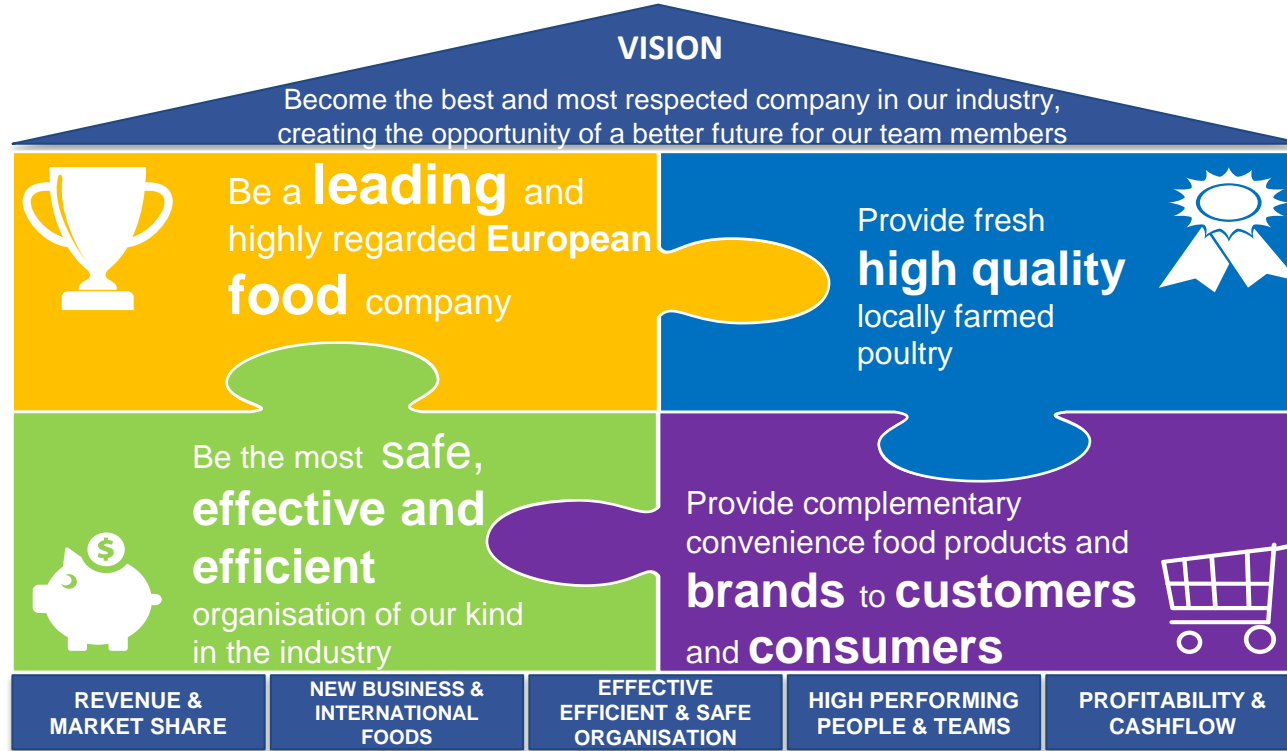 VISION
Become the best and most respected company in our industry,
creating the opportunity of a better future for our team members
Be a leading and
highly regarded European
food company
Provide fresh
high quality
locally farmed
poultry
Be the most safe,
effective and
efficient
organisation of our kind
in the industry
$
Provide complementary
convenience food products and
brands to customers
and consumers
REVENUE &
MARKET SHARE
NEW BUSINESS &
INTERNATIONAL
FOODS
EFFECTIVE
EFFICIENT & SAFE
ORGANISATION
HIGH PERFORMING
PEOPLE & TEAMS
PROFITABILITY &
CASHFLOW